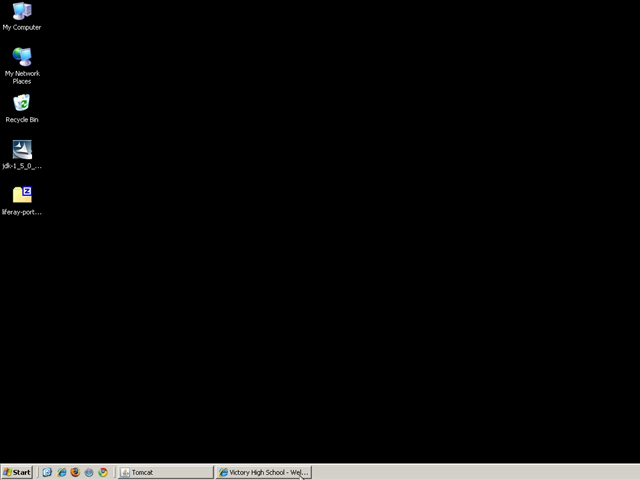 My Computer
My Network
Places
Recycle Bin
jdk-1_5_0_...
liferay-port...
Start
Tomcat
Victory High School - Wel...